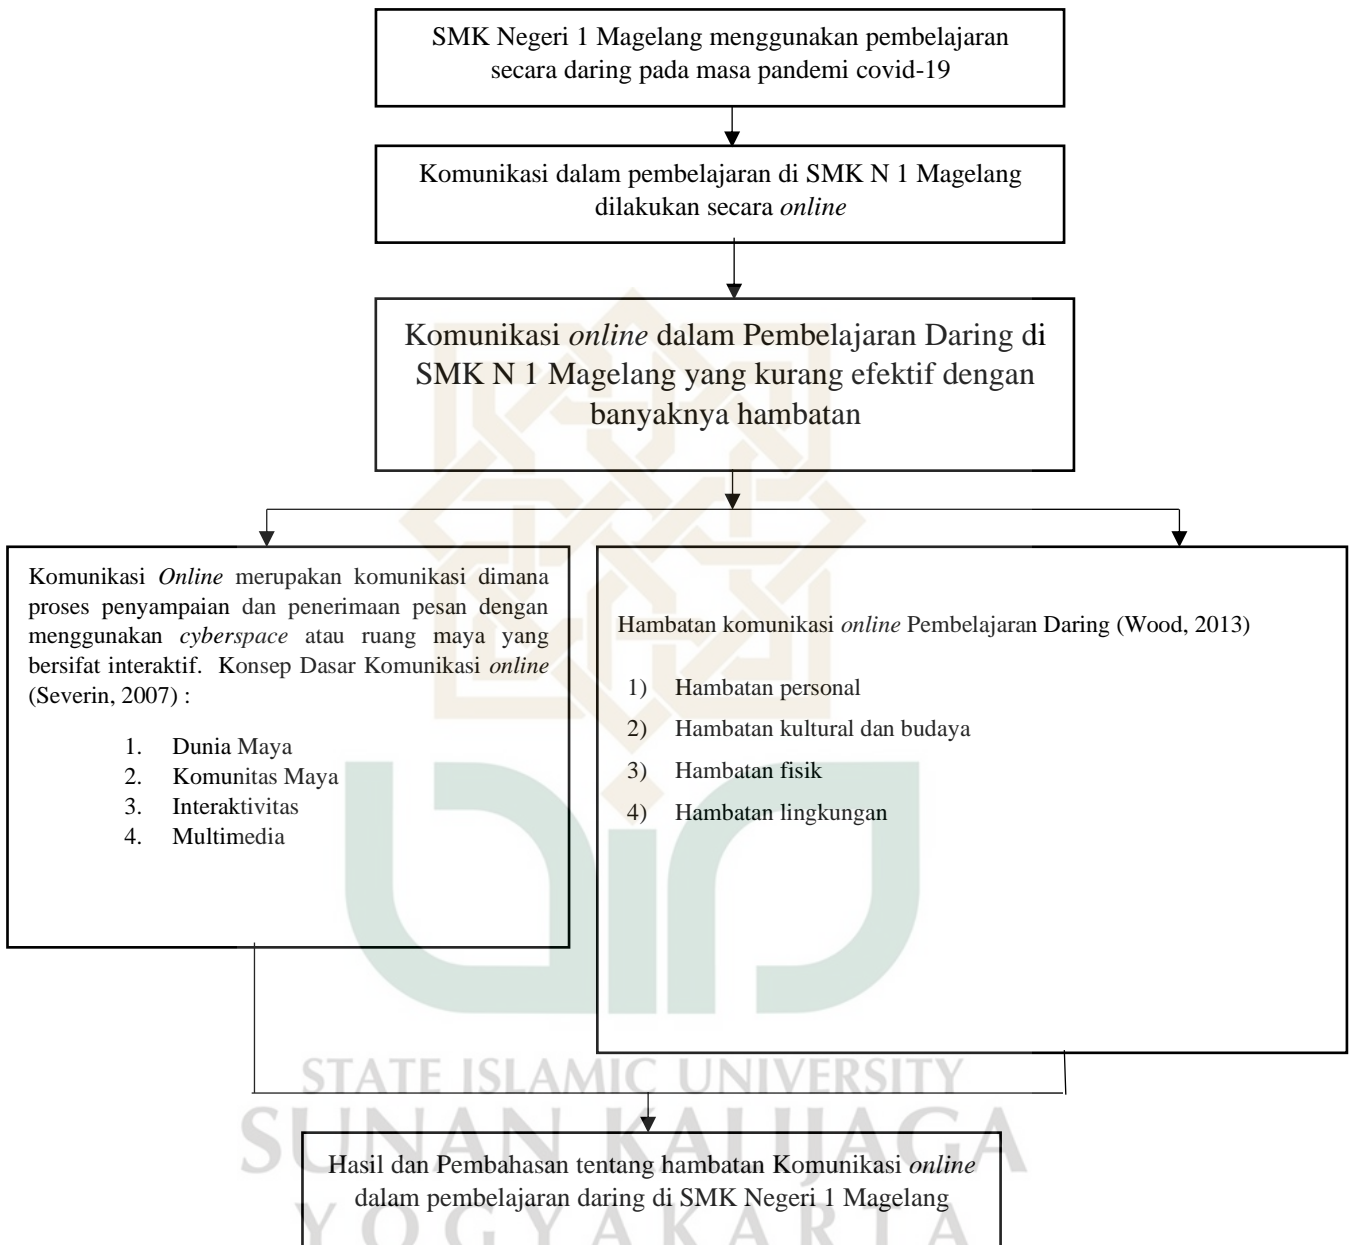 SMK Negeri 1 Magelang menggunakan pembelajaran
secara daring pada masa pandemi covid-19
Komunikasi dalam pembelajaran di SMK N 1 Magelang
dilakukan secara online
Komunikasi online dalam Pembelajaran Daring di
SMK N 1 Magelang yang kurang efektif dengan
banyaknya hambatan
Komunikasi Online merupakan komunikasi dimana
proses penyampaian dan penerimaan pesan dengan
menggunakan cyberspace atau ruang maya yang
bersifat interaktif. Konsep Dasar Komunikasi online
(Severin, 2007) :
1. Dunia Maya
2. Komunitas Maya
3. Interaktivitas
4. Multimedia
Hambatan komunikasi online Pembelajaran Daring (Wood, 2013)
1) Hambatan personal
2) Hambatan kultural dan budaya
3) Hambatan fisik
4) Hambatan lingkungan
STATE ISLAMIC UNIVERSITY
SUNAN KALIJAGA
YOGYAKARTA
Hasil dan Pembahasan tentang hambatan Komunikasi online
dalam pembelajaran daring di SMK Negeri 1 Magelang